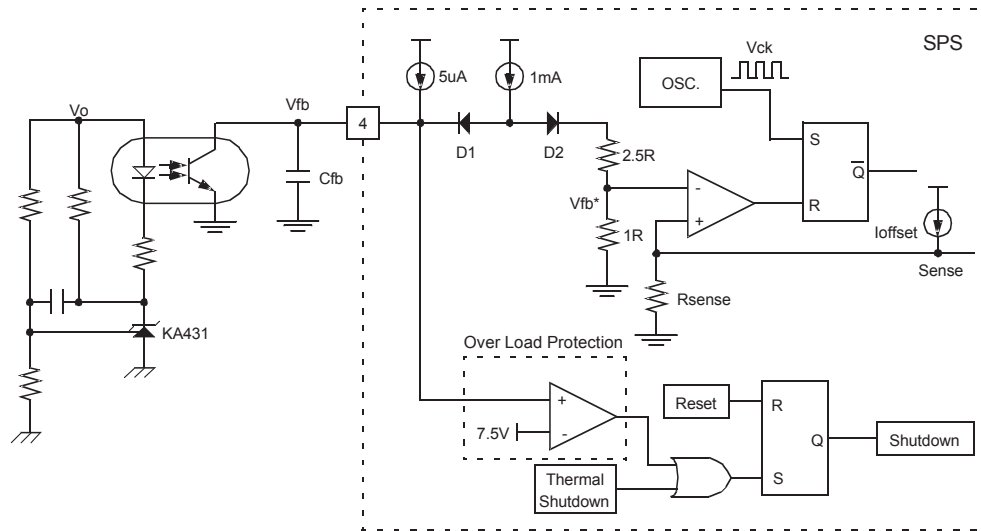 SPS
Vck
5uA
1mA
OSC.
Vo
Vfb
4
D1
D2
2.5R
S
Q
R
Cfb
Vfb*
-
+
1R
Ioffset
Sense
Rsense
KA431
Over Load Protection
+
7.5V
-
Reset
R
Q
Shutdown
S
Thermal
Shutdown